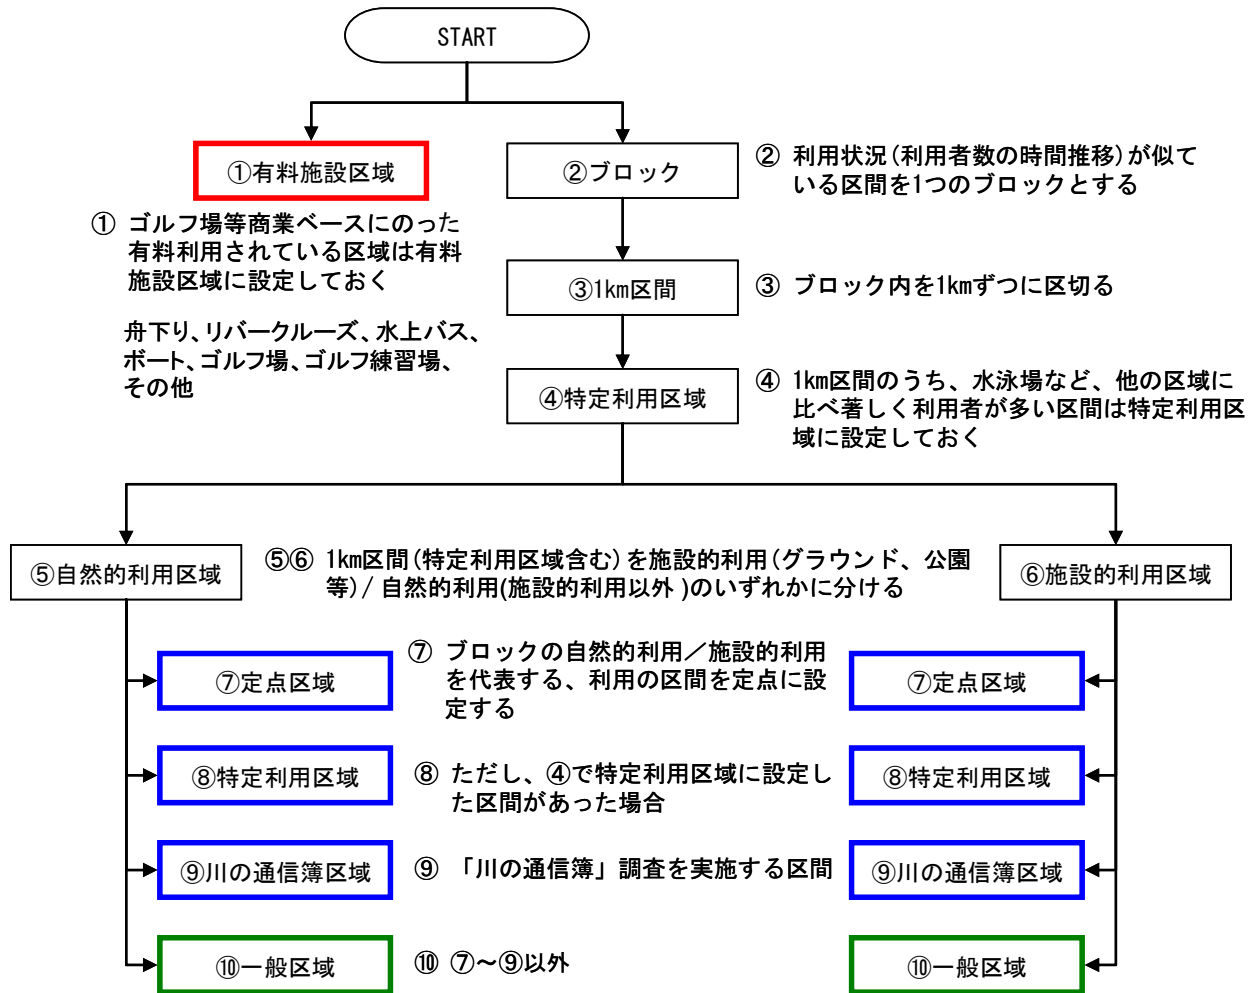 START
①有料施設区域
②ブロック
② 利用状況(利用者数の時間推移)が似て
いる区間を1つのブロックとする
① ゴルフ場等商業ベースにのった
有料利用されている区域は有料
施設区域に設定しておく
舟下り、リバークルーズ、水上バス、
ボート、ゴルフ場、ゴルフ練習場、
その他
③1km区間
③ ブロック内を1kmずつに区切る
④特定利用区域
④ 1km区間のうち、水泳場など、他の区域に
比べ著しく利用者が多い区間は特定利用区
域に設定しておく
⑤自然的利用区域
⑤⑥ 1km区間(特定利用区域含む)を施設的利用(グラウンド、公園
等)/ 自然的利用(施設的利用以外 )のいずれかに分ける
⑥施設的利用区域
⑦定点区域
⑦ ブロックの自然的利用／施設的利用
を代表する、利用の区間を定点に設
定する
⑦定点区域
⑧特定利用区域
⑧ ただし、④で特定利用区域に設定し
た区間があった場合
⑧特定利用区域
⑨川の通信簿区域
⑨ 「川の通信簿」調査を実施する区間
⑨川の通信簿区域
⑩一般区域
⑩ ⑦～⑨以外
⑩一般区域